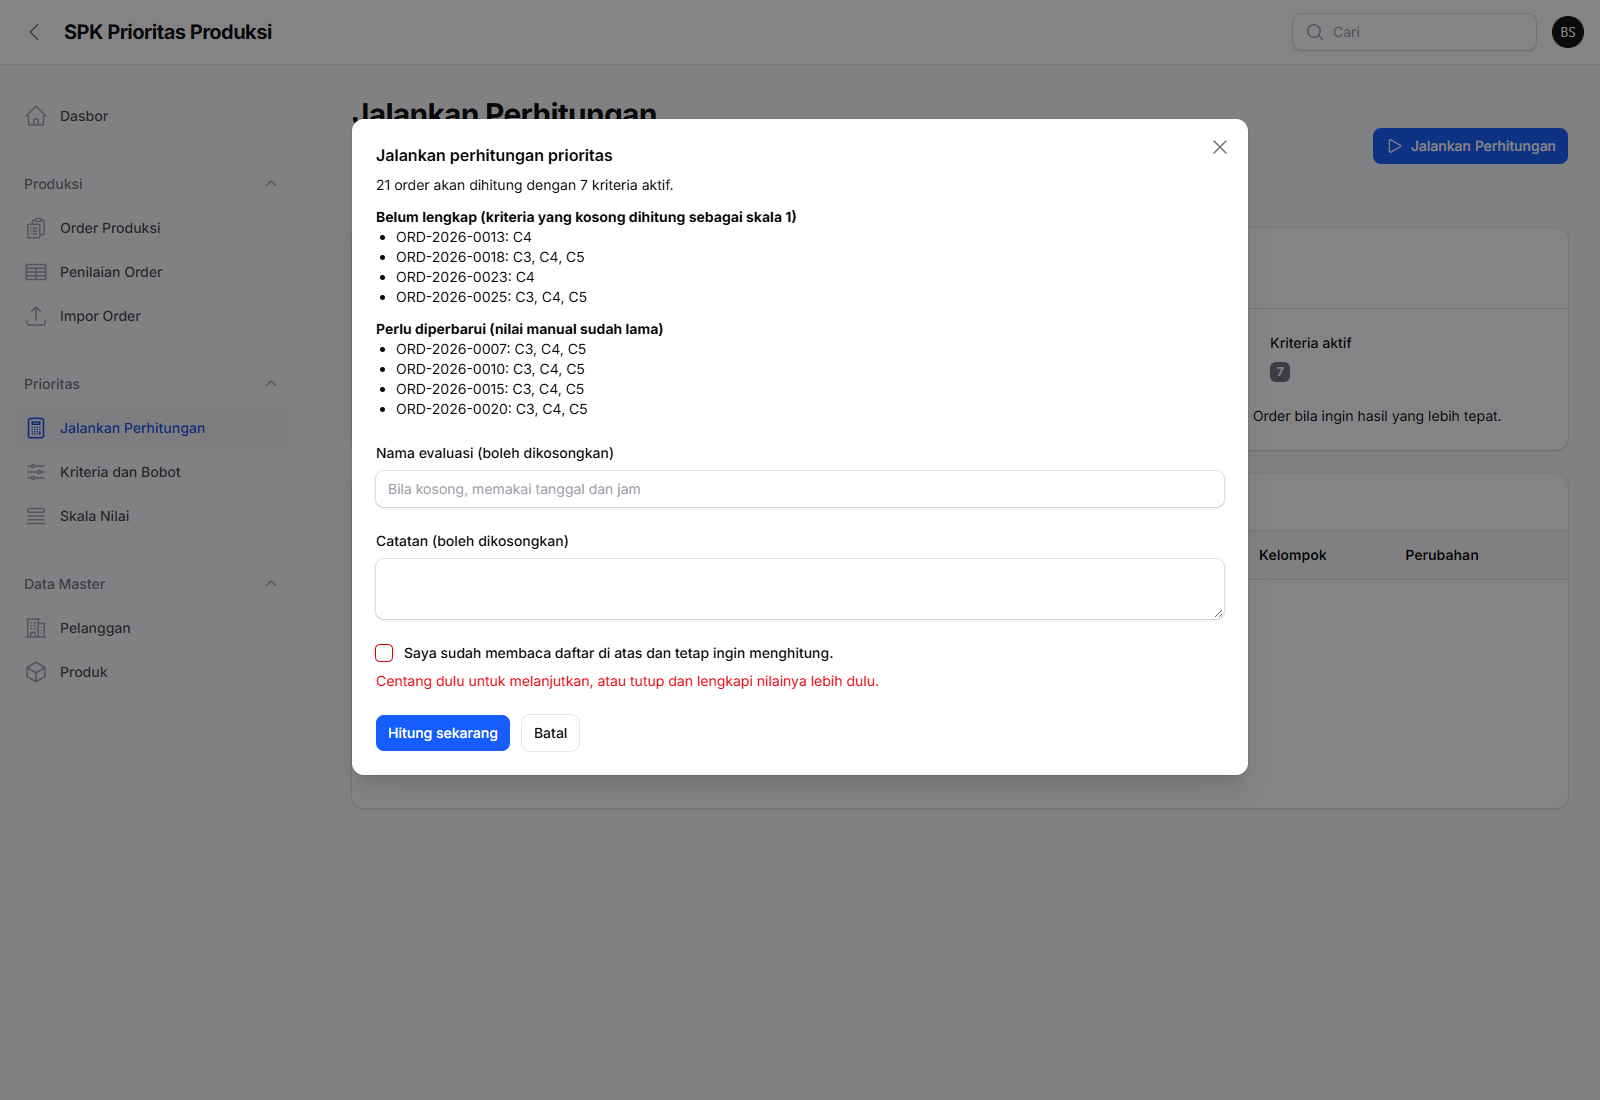 SPK Prioritas Produksi
Cari
BS
Dasbor
Produksi
Order Produksi
Penilaian Order
Impor Order
Prioritas
Jalankan Perhitungan
Kriteria dan Bobot
Skala Nilai
Data Master
Pelanggan
Produk
Jalankan Perhitungan
Jalankan Perhitungan
Jalankan perhitungan prioritas
21 order akan dihitung dengan 7 kriteria aktif.
Belum lengkap (kriteria yang kosong dihitung sebagai skala 1)
ORD-2026-0013: C4
ORD-2026-0018: C3, C4, C5
ORD-2026-0023: C4
ORD-2026-0025: C3, C4, C5
Perlu diperbarui (nilai manual sudah lama)
ORD-2026-0007: C3, C4, C5
ORD-2026-0010: C3, C4, C5
ORD-2026-0015: C3, C4, C5
ORD-2026-0020: C3, C4, C5
Nama evaluasi (boleh dikosongkan)
Bila kosong, memakai tanggal dan jam
Catatan (boleh dikosongkan)
Saya sudah membaca daftar di atas dan tetap ingin menghitung.
Centang dulu untuk melanjutkan, atau tutup dan lengkapi nilainya lebih dulu.
Hitung sekarang
Batal
Kriteria aktif
7
Order bila ingin hasil yang lebih tepat.
Kelompok
Perubahan